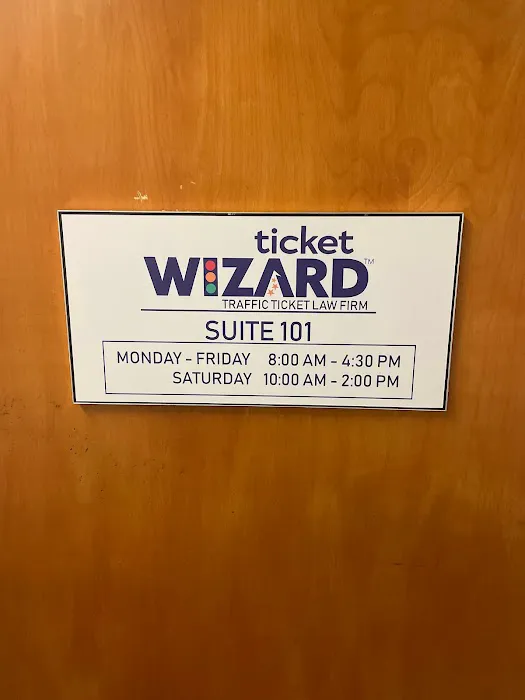 ticket
WIZARD™
TRAFFIC TICKET LAW FIRM
SUITE 101
MONDAY - FRIDAY 8:00 AM - 4:30 PM
SATURDAY 10:00 AM - 2:00 PM